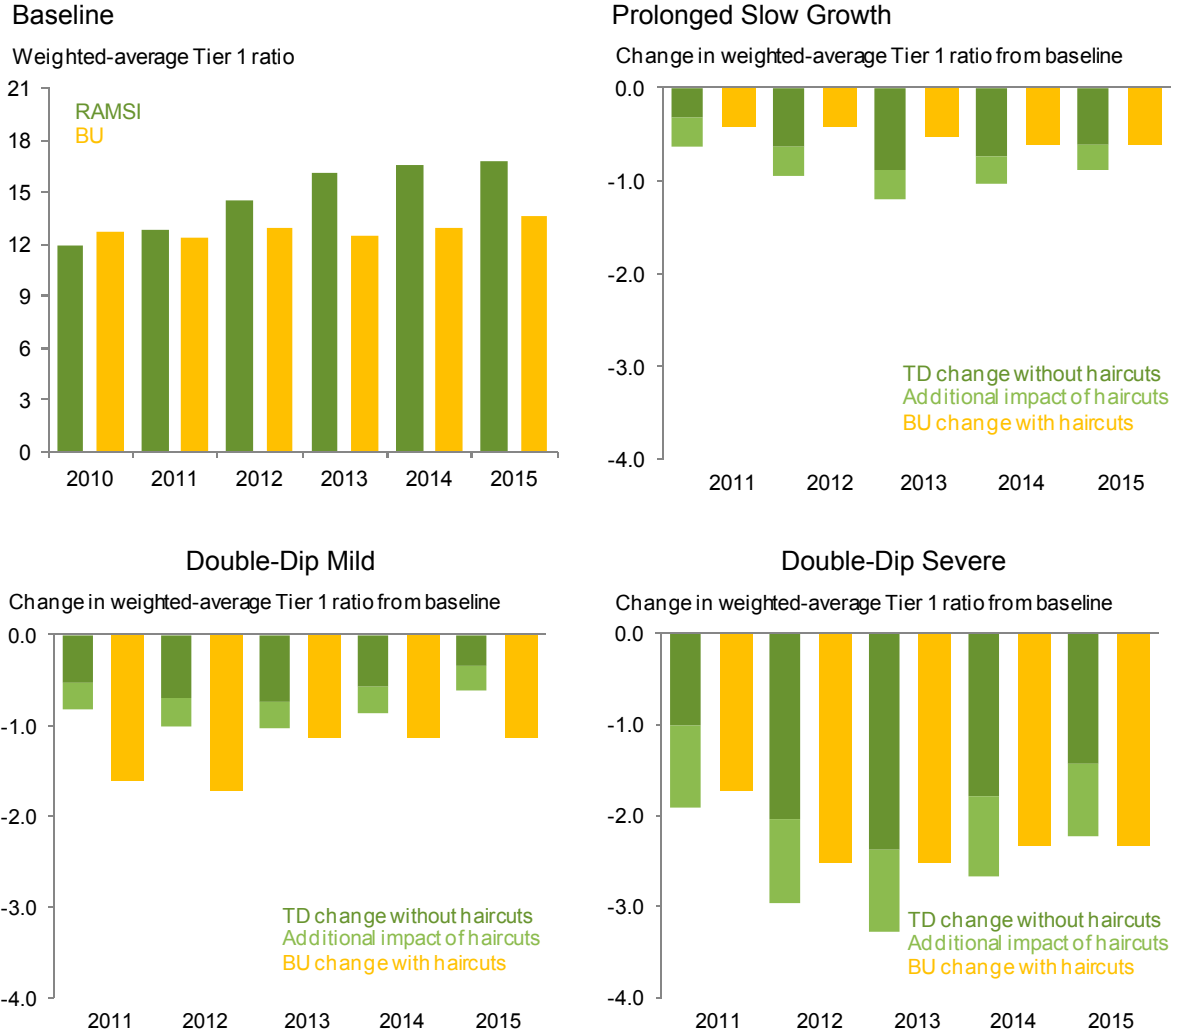 Baseline
Weighted-average Tier 1 ratio
21
18
15
12
9
6
3
0
RAMSI
BU
2010 2011 2012 2013 2014 2015
Prolonged Slow Growth
Change in weighted-average Tier 1 ratio from baseline
0.0
-1.0
-2.0
-3.0
-4.0
TD change without haircuts
Additional impact of haircuts
BU change with haircuts
2011 2012 2013 2014 2015
Double-Dip Mild
Change in weighted-average Tier 1 ratio from baseline
0.0
-1.0
-2.0
-3.0
-4.0
TD change without haircuts
Additional impact of haircuts
BU change with haircuts
2011 2012 2013 2014 2015
Double-Dip Severe
Change in weighted-average Tier 1 ratio from baseline
0.0
-1.0
-2.0
-3.0
-4.0
TD change without haircuts
Additional impact of haircuts
BU change with haircuts
2011 2012 2013 2014 2015